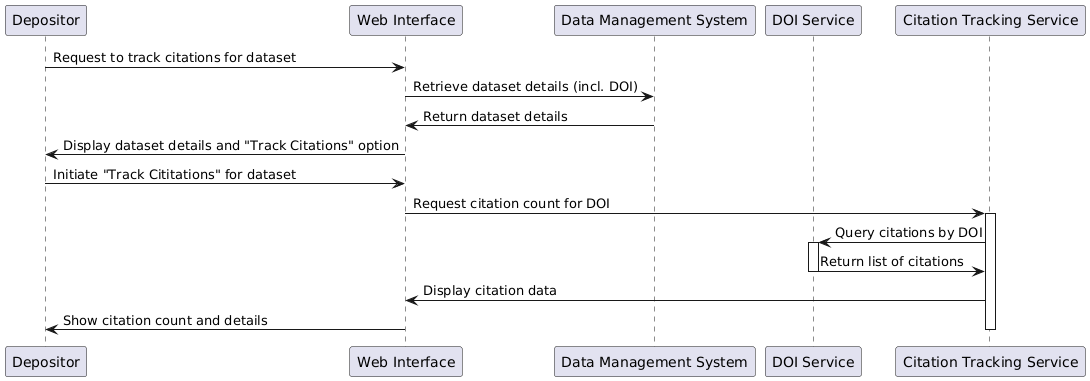 Depositor
Web Interface
Data Management System
DOI Service
Citation Tracking Service
Request to track citations for dataset
Retrieve dataset details (incl. DOI)
Return dataset details
Display dataset details and "Track Citations" option
Initiate "Track Cititations" for dataset
Request citation count for DOI
Query citations by DOI
Return list of citations
Display citation data
Show citation count and details
Depositor
Web Interface
Data Management System
DOI Service
Citation Tracking Service